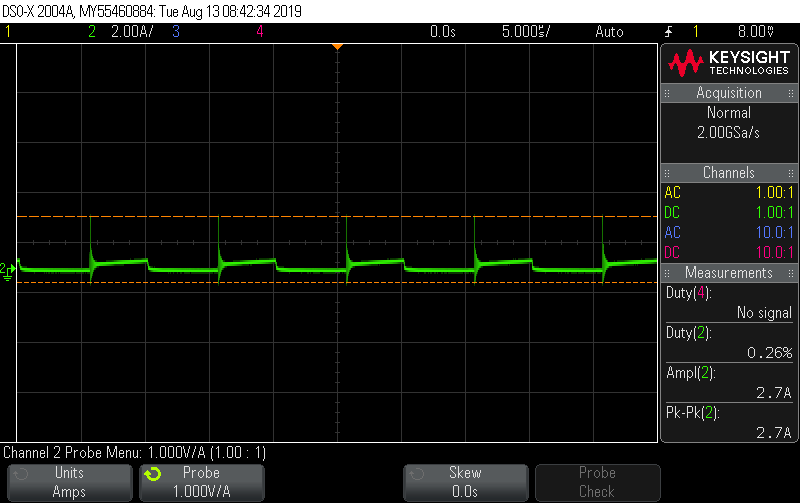 DSO-X 2004A, MY55460884: Tue Aug 13 08:42:34 2019
1 2 2.00A/ 3 4 0.0s 5.000㎲/ Auto 1 8.00V
KEYSIGHT
TECHNOLOGIES
Acquisition
Normal
2.00GSa/s
Channels
AC 1.00:1
DC 1.00:1
AC 10.0:1
DC 10.0:1
Measurements
Duty(4):
No signal
Duty(2):
0.26%
Ampl(2):
2.7A
Pk-Pk(2):
2.7A
2
Channel 2 Probe Menu: 1.000V/A (1.00 : 1)
Units
Amps
Probe
1.000V/A
Skew
0.0s
Probe
Check